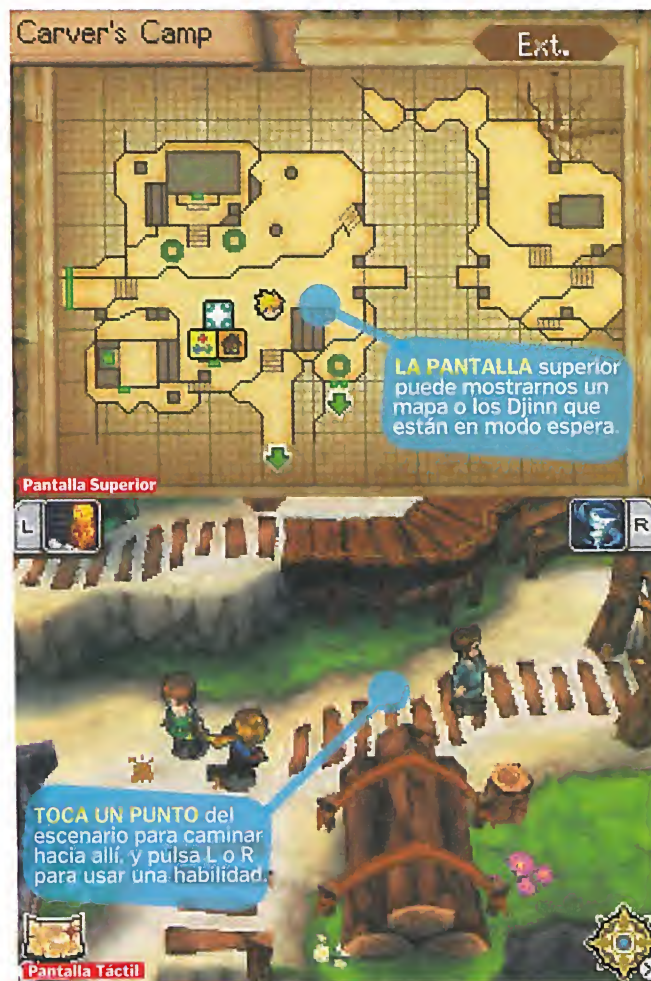 Carver's Camp
Ext.
LA PANTALLA superior
puede mostrarnos un
mapa o los Djinn que
están en modo espera.
Pantalla Superior
L
R
TOCA UN PUNTO del
escenario para caminar
hacia allí, y pulsa L o R
para usar una habilidad.
Pantalla Táctil
X